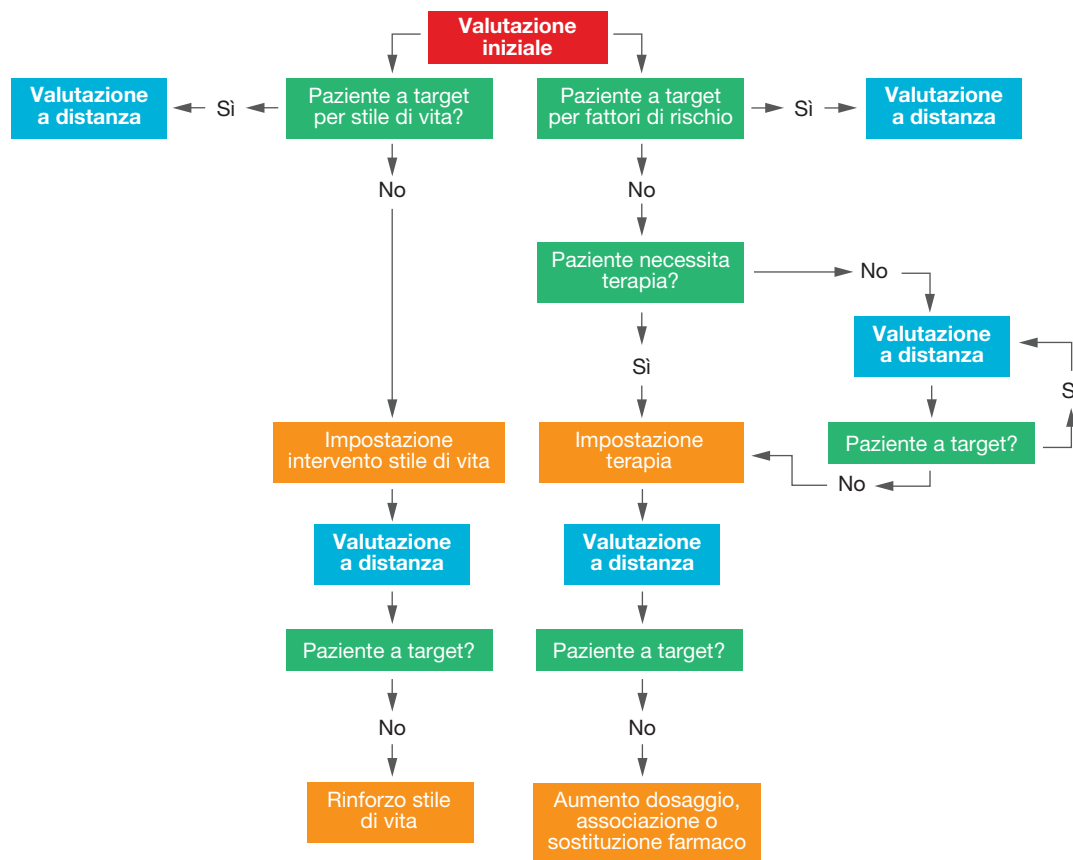 Valutazione
iniziale
Valutazione
a distanza
Sì
Paziente a target
per stile di vita?
Paziente a target
per fattori di rischio
Sì
Valutazione
a distanza
No
No
Paziente necessita
terapia?
No
Valutazione
a distanza
Sì
Sì
Impostazione
intervento stile di vita
Impostazione
terapia
Paziente a target?
No
Valutazione
a distanza
Valutazione
a distanza
Paziente a target?
Paziente a target?
No
No
Rinforzo stile
di vita
Aumento dosaggio,
associazione o
sostituzione farmaco